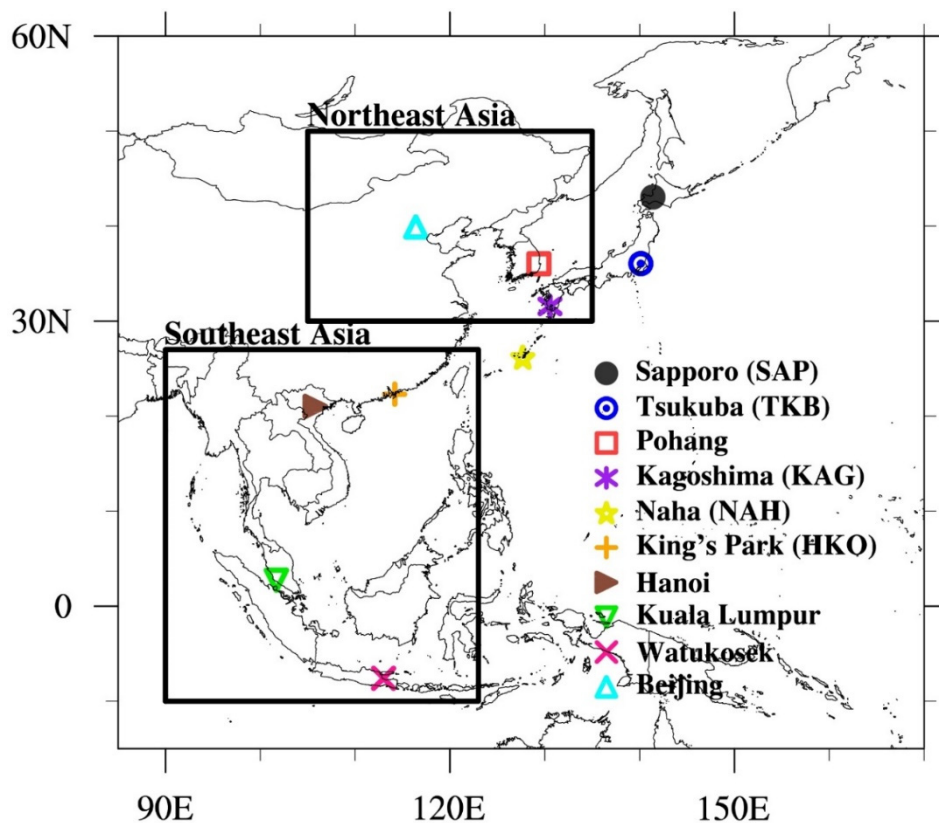 60N
Northeast Asia
30N
Southeast Asia
Sapporo (SAP)
Tsukuba (TKB)
Pohang
Kagoshima (KAG)
Naha (NAH)
King's Park (HKO)
Hanoi
0
Kuala Lumpur
Watukosek
Beijing
90E
120E
150E